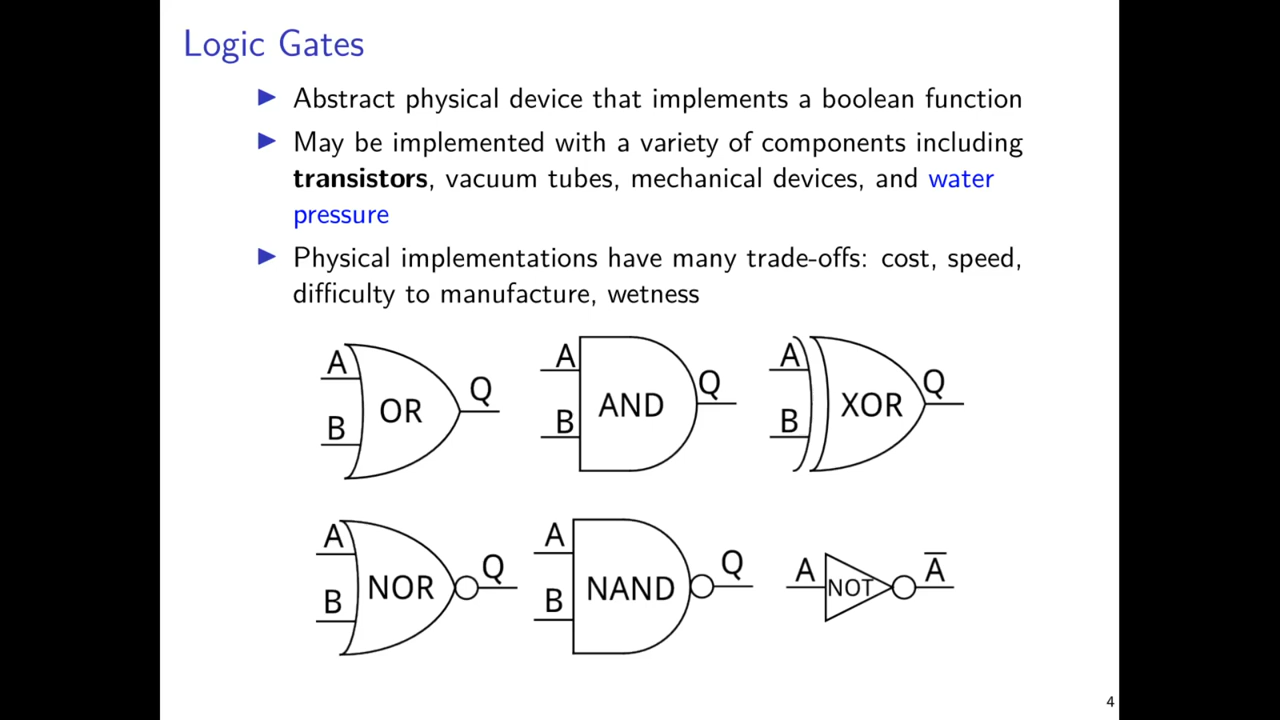 Logic Gates
Abstract physical device that implements a boolean function
May be implemented with a variety of components including
transistors, vacuum tubes, mechanical devices, and water
pressure
Physical implementations have many trade-offs: cost, speed,
difficulty to manufacture, wetness
A
B
OR
Q
A
B
AND
Q
A
B
XOR
Q
A
B
NOR
Q
A
B
NAND
Q
A
NOT
A̅
4